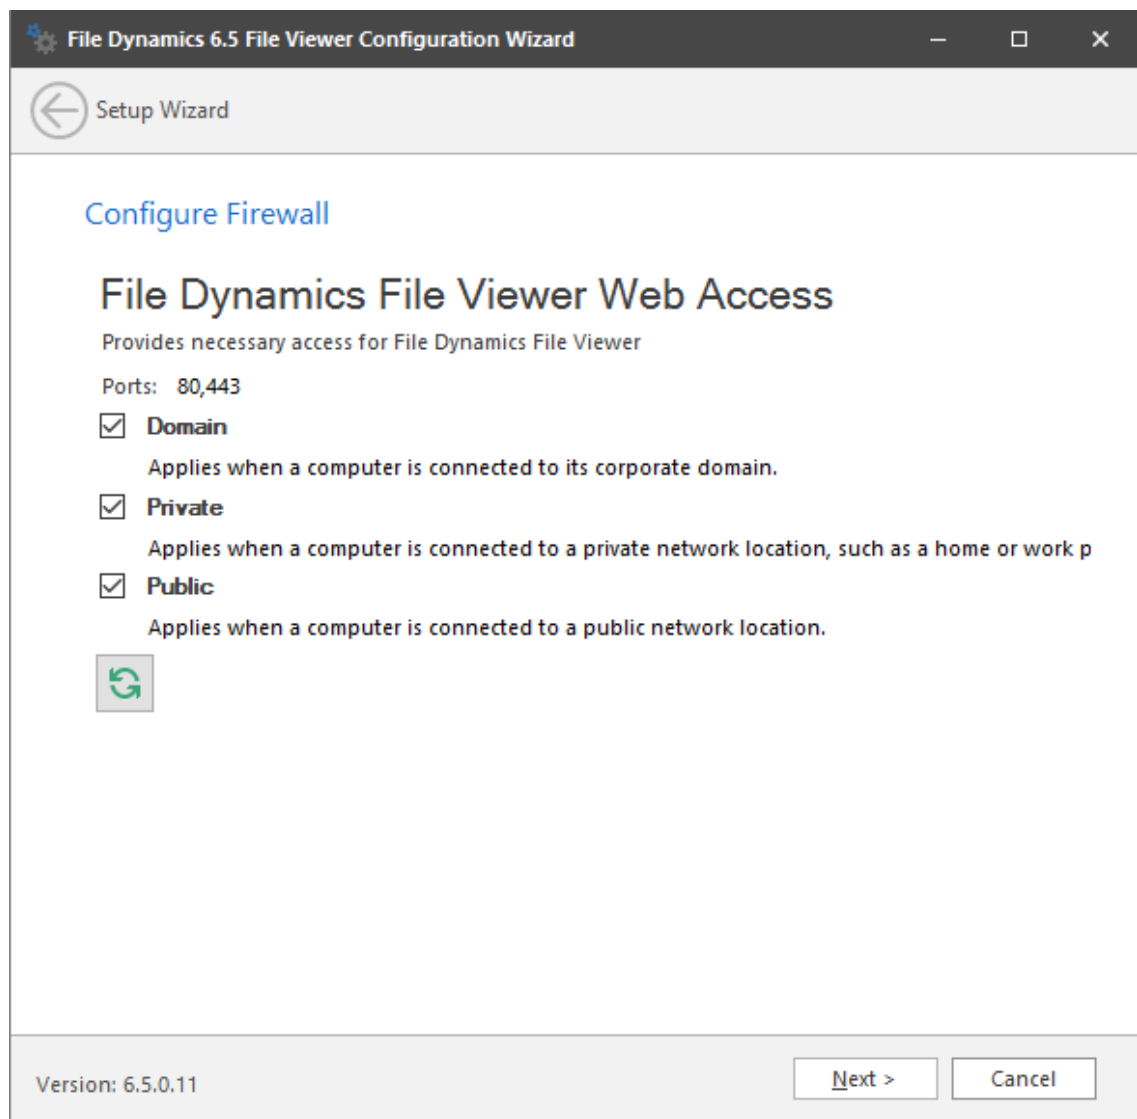 File Dynamics 6.5 File Viewer Configuration Wizard
Setup Wizard
Configure Firewall
File Dynamics File Viewer Web Access
Provides necessary access for File Dynamics File Viewer
Ports: 80,443
Domain
Applies when a computer is connected to its corporate domain.
Private
Applies when a computer is connected to a private network location, such as a home or work p
Public
Applies when a computer is connected to a public network location.
Version: 6.5.0.11
Next >
Cancel